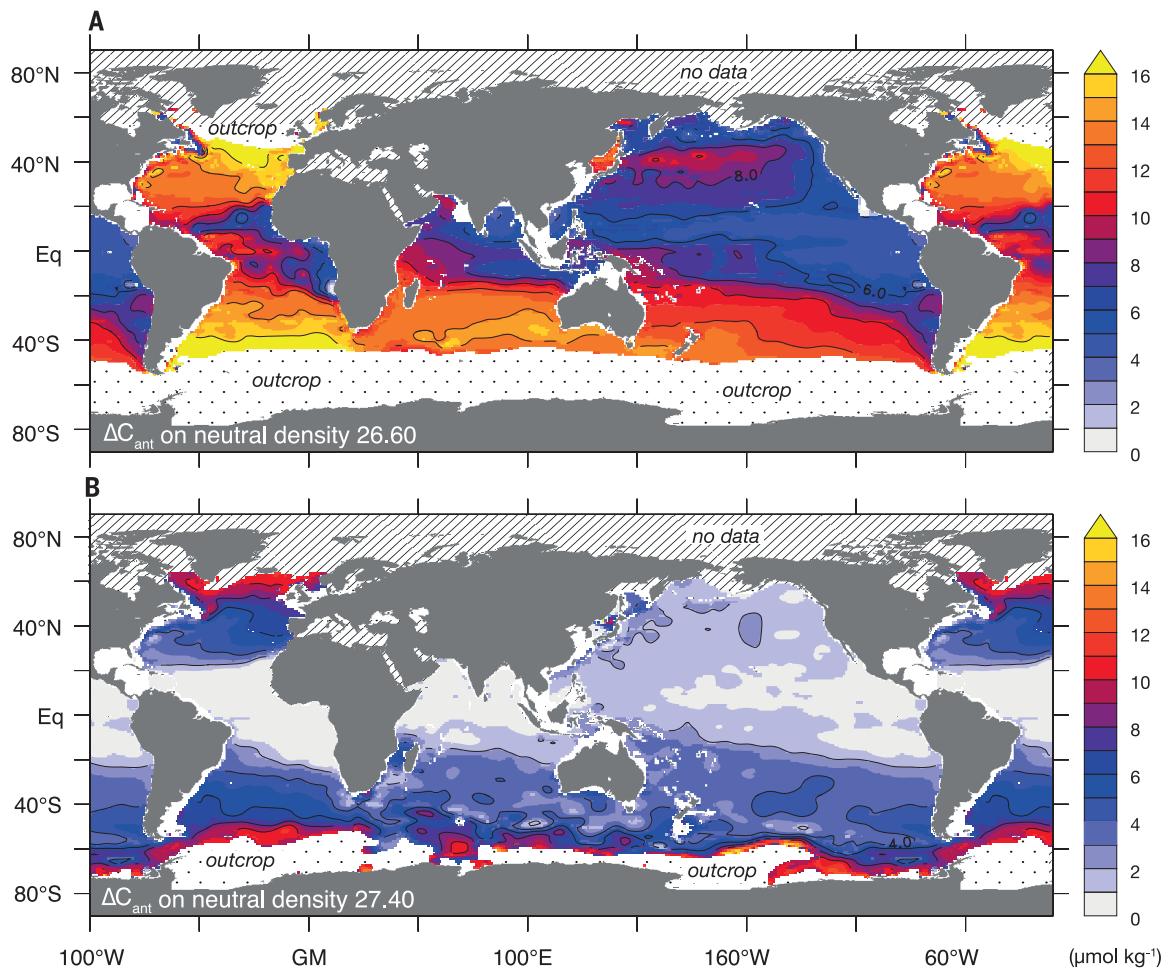 A
80°N
40°N
Eq
40°S
80°S
no data
outcrop
8.0
6.0
outcrop
outcrop
ΔC_ant on neutral density 26.60
16
14
12
10
8
6
4
2
0
B
80°N
40°N
Eq
40°S
80°S
no data
4.0
outcrop
outcrop
ΔC_ant on neutral density 27.40
16
14
12
10
8
6
4
2
0
100°W GM 100°E 160°W 60°W (μmol kg⁻¹)